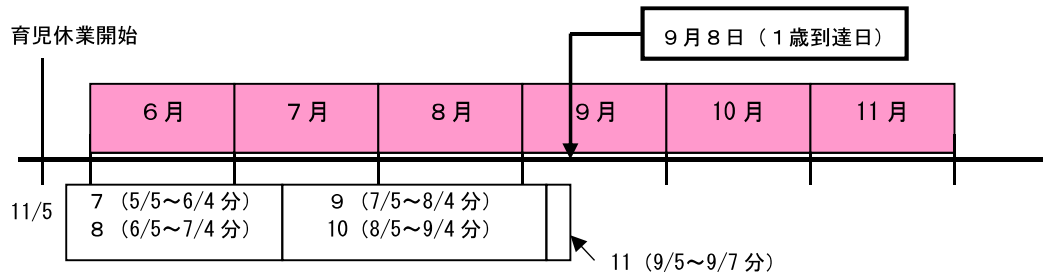 育児休業開始
９月８日（１歳到達日）
６月
７月
８月
９月
10月
11月
11/5
７（5/5～6/4 分）
８（6/5～7/4 分）
９（7/5～8/4 分）
10（8/5～9/4 分）
11（9/5～9/7 分）